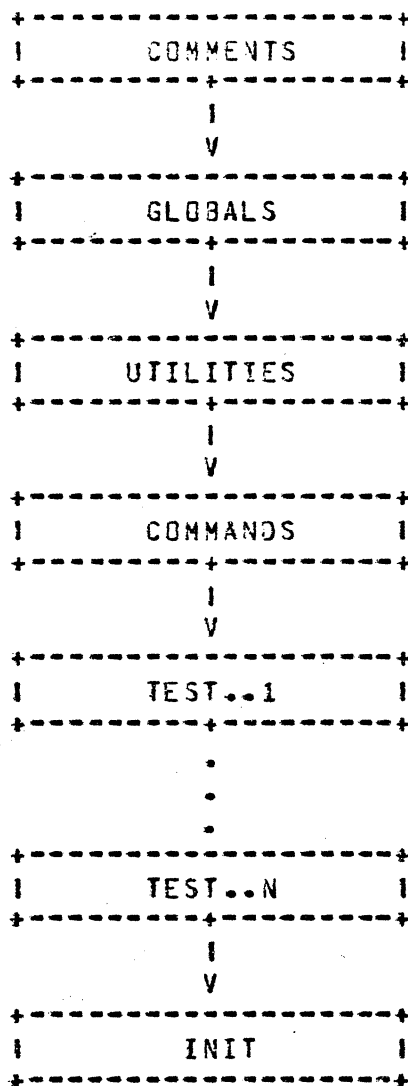 +-----------------+
I COMMENTS I
+--------+--------+
I
V
+-----------------+
I GLOBALS I
+--------+--------+
I
V
+-----------------+
I UTILITIES I
+--------+--------+
I
V
+-----------------+
I COMMANDS I
+--------+--------+
I
V
+-----------------+
I TEST..1 I
+--------+--------+
.
.
.
+-----------------+
I TEST..N I
+--------+--------+
I
V
+-----------------+
I INIT I
+-----------------+